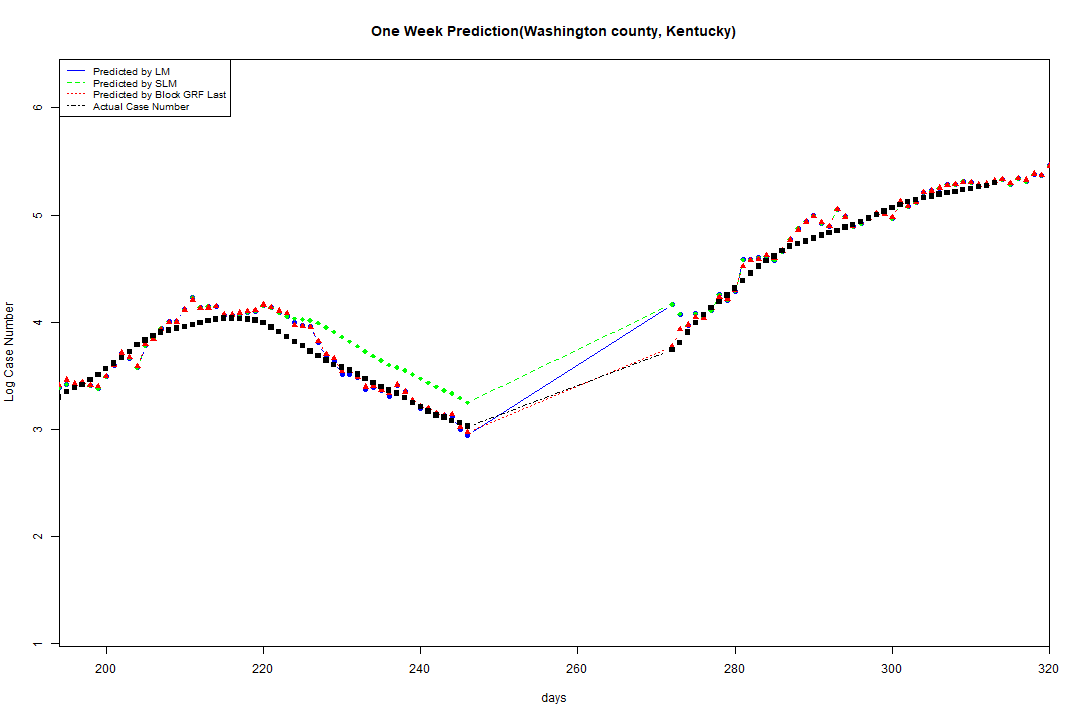 One Week Prediction(Washington county, Kentucky)
Predicted by LM
Predicted by SLM
Predicted by Block GRF Last
Actual Case Number
6
5
4
3
2
1
Log Case Number
200 220 240 260 280 300 320
days